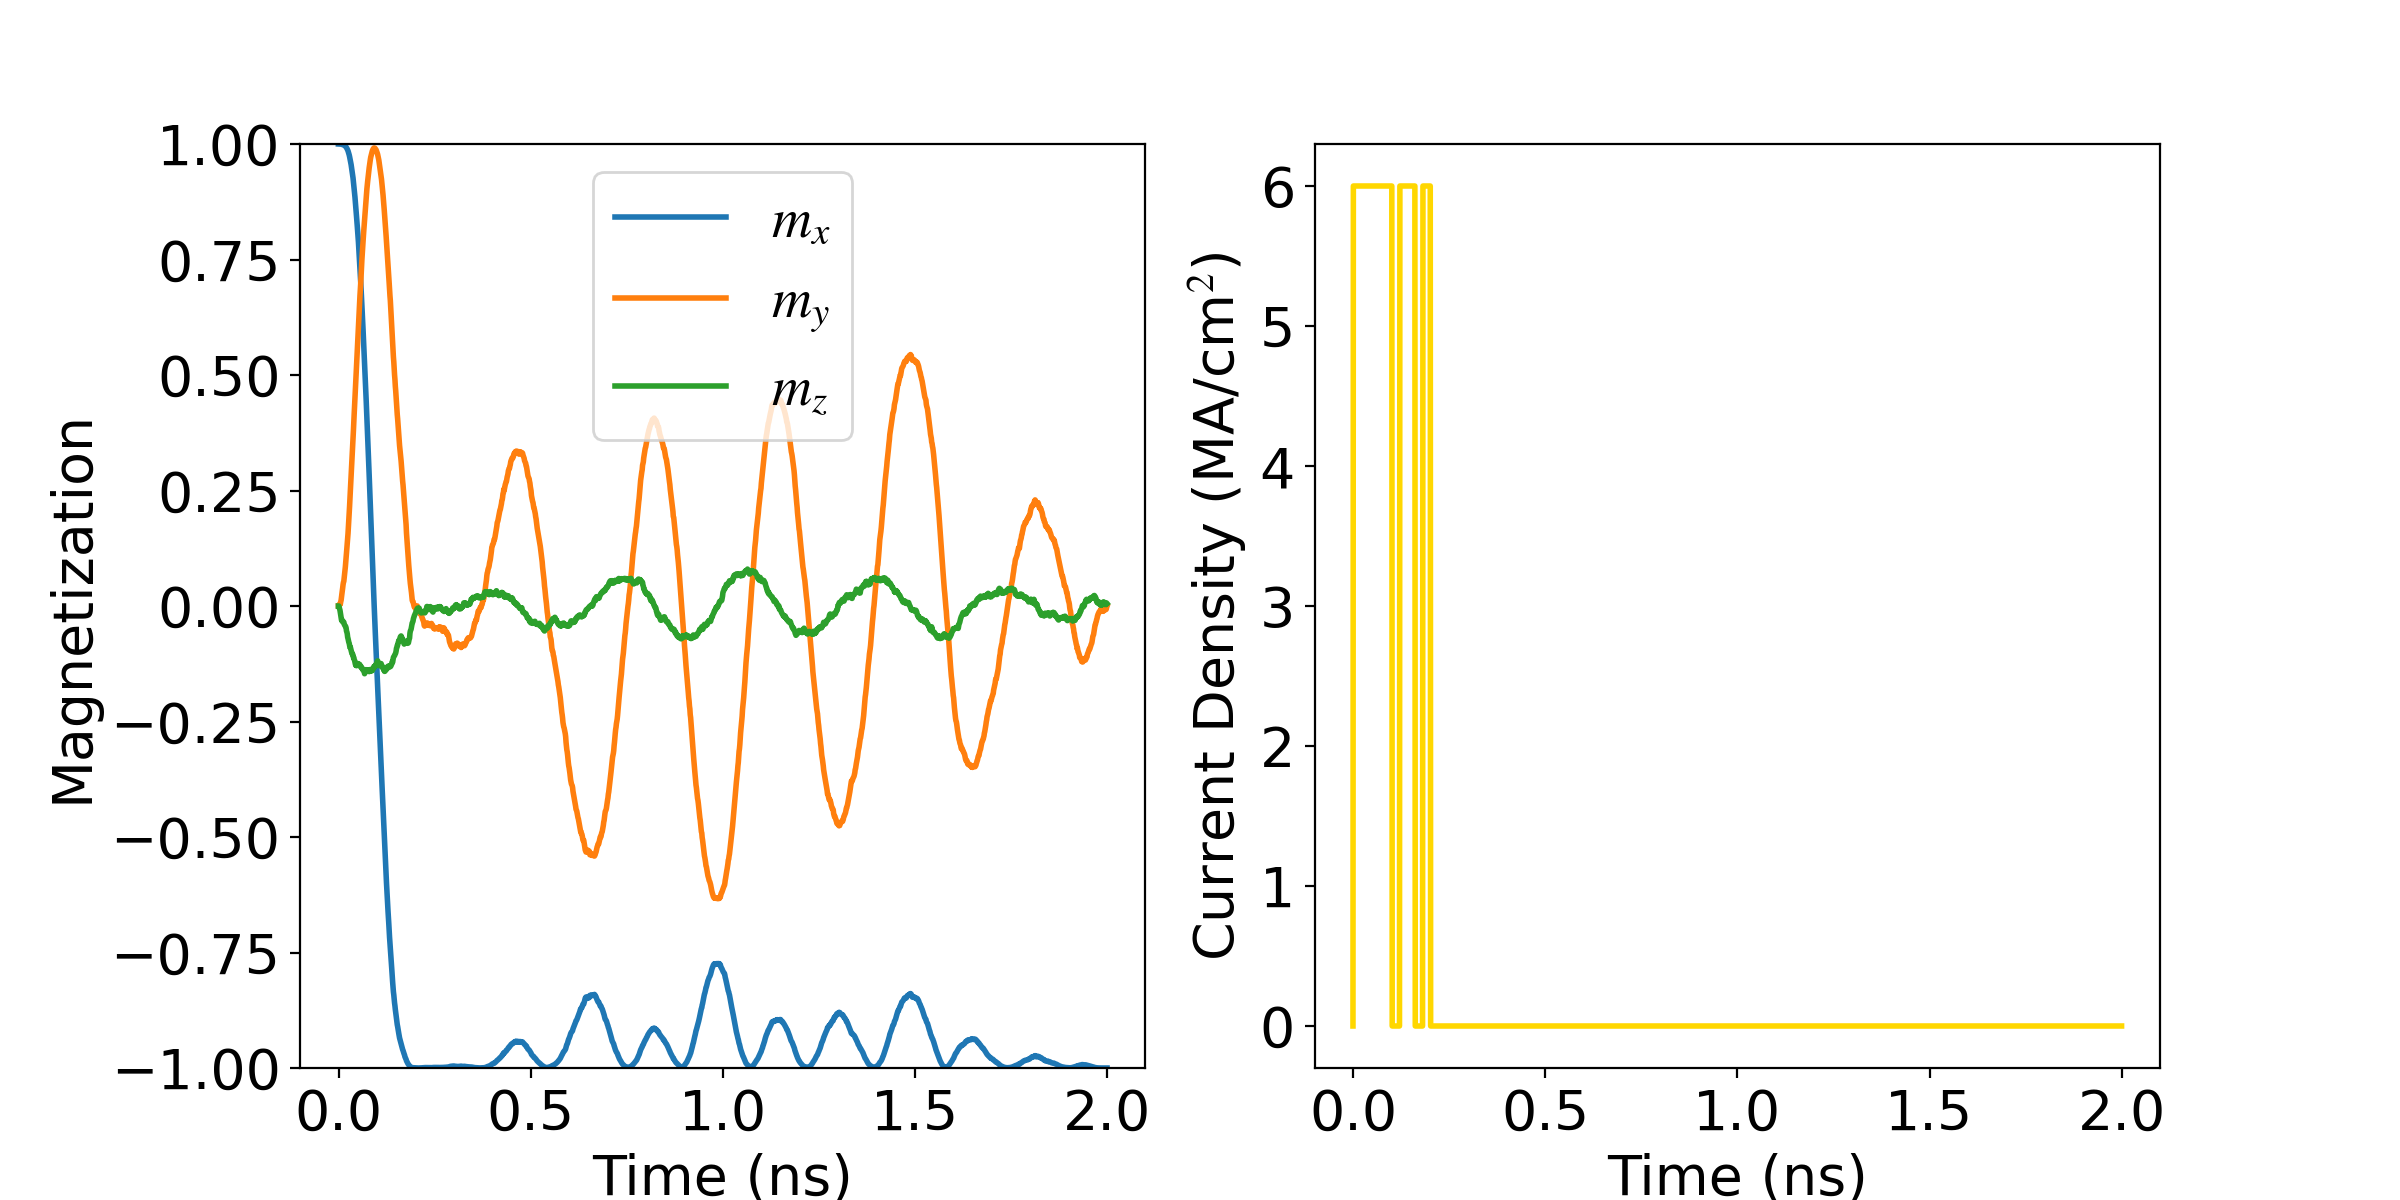 Magnetization
1.00
0.75
0.50
0.25
0.00
−0.25
−0.50
−0.75
−1.00
m_x
m_y
m_z
0.0 0.5 1.0 1.5 2.0
Time (ns)
Current Density (MA/cm²)
6
5
4
3
2
1
0
0.0 0.5 1.0 1.5 2.0
Time (ns)